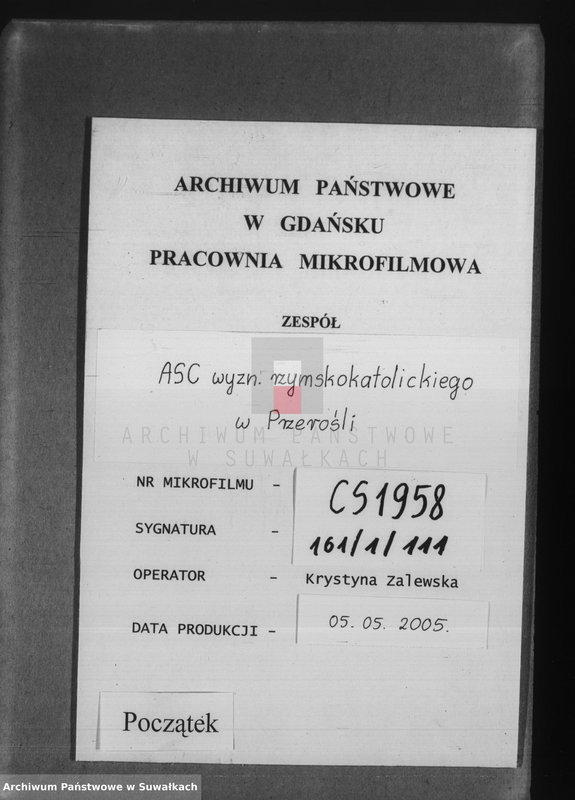 ARCHIWUM PAŃSTWOWE
W GDAŃSKU
PRACOWNIA MIKROFILMOWA
ZESPÓŁ
ASC wyzn. rzymskokatolickiego
w Przerośli
ARCHIWUM PAŃSTWOWE
W SUWAŁKACH
NR MIKROFILMU – CS1958
SYGNATURA – 161/1/111
OPERATOR – Krystyna Zalewska
DATA PRODUKCJI – 05.05.2005.
Początek
Archiwum Państwowe w Suwałkach